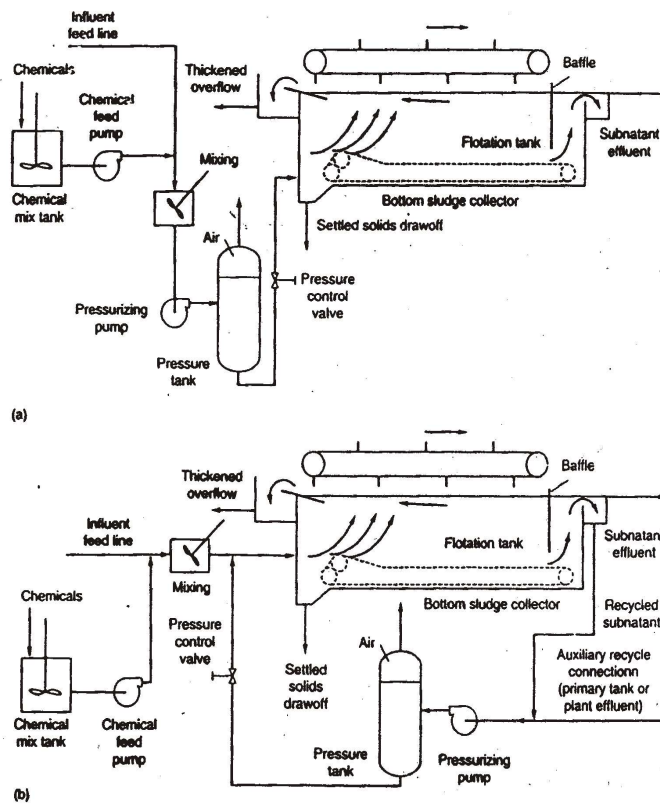 Influent
feed line
Chemicals
Chemical
feed
pump
Chemical
mix tank
Mixing
Thickened
overflow
Baffle
Flotation tank
Subnatant
effluent
Bottom sludge collector
Settled solids drawoff
Air
Pressure
control
valve
Pressurizing
pump
Pressure
tank
(a)
Thickened
overflow
Baffle
Influent
feed line
Mixing
Flotation tank
Subnatant
effluent
Bottom sludge collector
Chemicals
Pressure
control
valve
Recycled
subnatant
Air
Auxiliary recycle
connectionn
(primary tank or
plant effluent)
Settled
solids
drawoff
Chemical
mix tank
Chemical
feed
pump
Pressure
tank
Pressurizing
pump
(b)